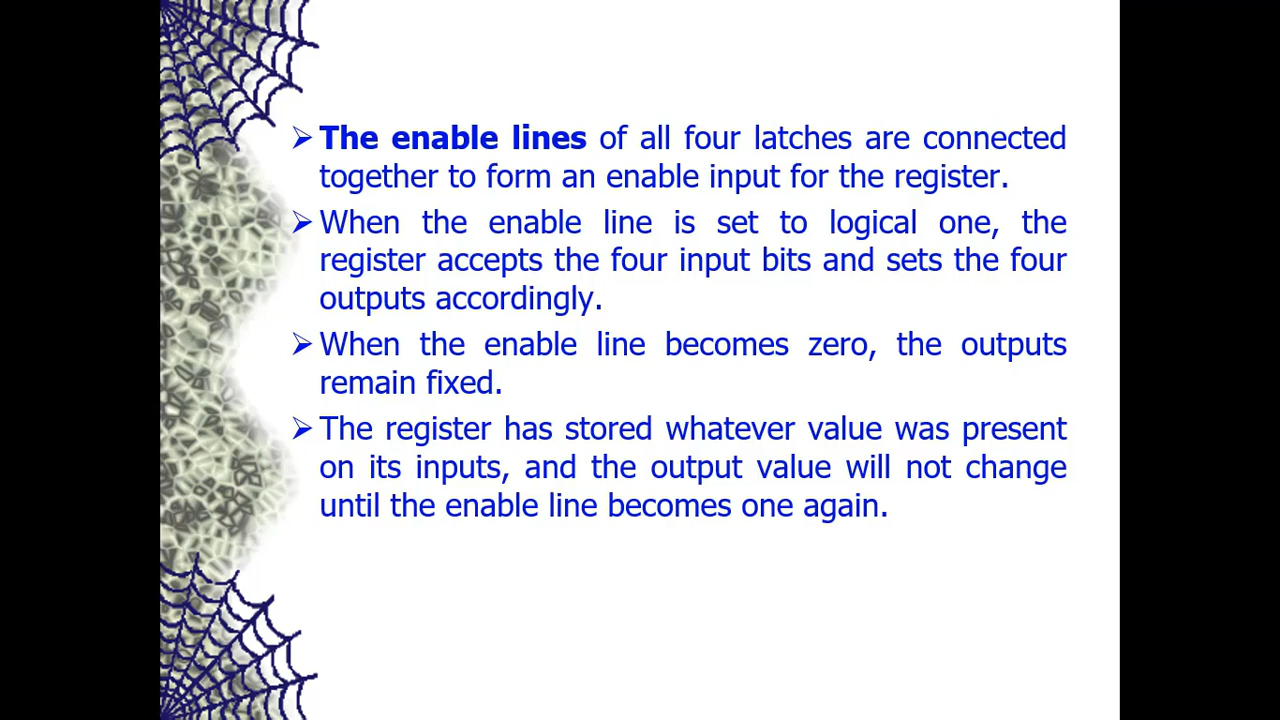 ➢ The enable lines of all four latches are connected
together to form an enable input for the register.
➢ When the enable line is set to logical one, the
register accepts the four input bits and sets the four
outputs accordingly.
➢ When the enable line becomes zero, the outputs
remain fixed.
➢ The register has stored whatever value was present
on its inputs, and the output value will not change
until the enable line becomes one again.